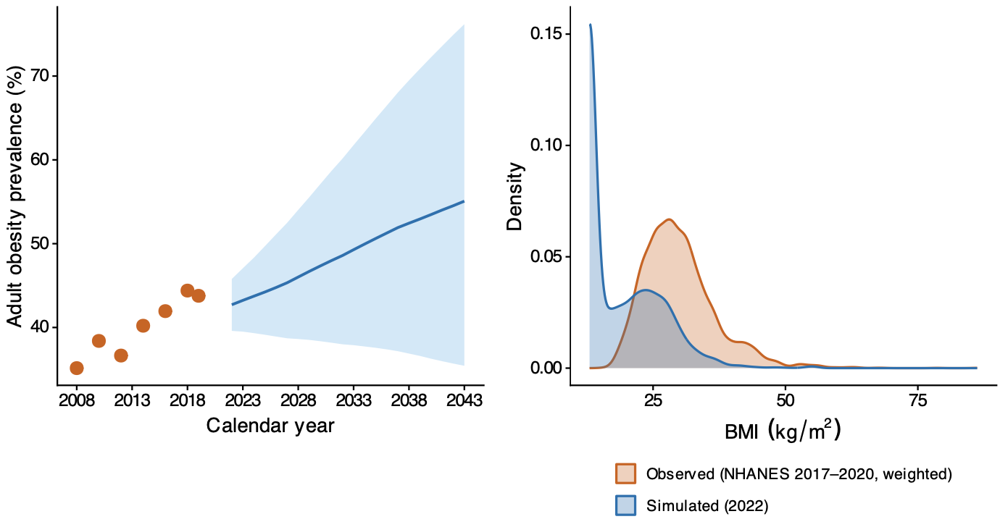 Adult obesity prevalence (%)
70
60
50
40
2008 2013 2018 2023 2028 2033 2038 2043
Calendar year
Density
0.15
0.10
0.05
0.00
25 50 75
BMI (kg/m²)
Observed (NHANES 2017–2020, weighted)
Simulated (2022)